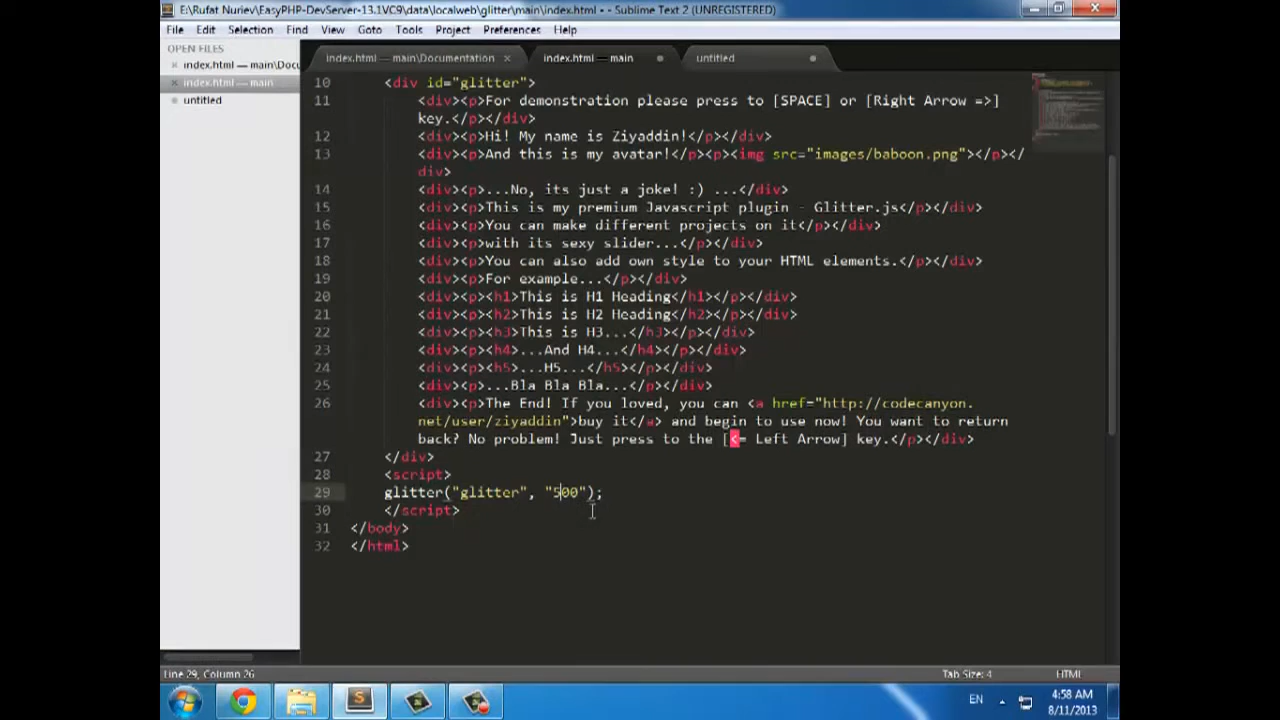 E:\Rufat Nuriev\EasyPHP-DevServer-13.1VC9\data\localweb\glitter\main\index.html • - Sublime Text 2 (UNREGISTERED)
File Edit Selection Find View Goto Tools Project Preferences Help
OPEN FILES
index.html — main\Docu
index.html — main
untitled
index.html — main\Documentation
index.html — main
untitled
10 <div id="glitter">
11 <div><p>For demonstration please press to [SPACE] or [Right Arrow =>]
key.</p></div>
12 <div><p>Hi! My name is Ziyaddin!</p></div>
13 <div><p>And this is my avatar!</p><p><img src="images/baboon.png"></p></
div>
14 <div><p>...No, its just a joke! :) ...</div>
15 <div><p>This is my premium Javascript plugin - Glitter.js</p></div>
16 <div><p>You can make different projects on it</p></div>
17 <div><p>with its sexy slider...</p></div>
18 <div><p>You can also add own style to your HTML elements.</p></div>
19 <div><p>For example...</p></div>
20 <div><p><h1>This is H1 Heading</h1></p></div>
21 <div><p><h2>This is H2 Heading</h2></p></div>
22 <div><p><h3>This is H3...</h3></p></div>
23 <div><p><h4>...And H4...</h4></p></div>
24 <div><p><h5>...H5...</h5></p></div>
25 <div><p>...Bla Bla Bla...</p></div>
26 <div><p>The End! If you loved, you can <a href="http://codecanyon.
net/user/ziyaddin">buy it</a> and begin to use now! You want to return
back? No problem! Just press to the [<= Left Arrow] key.</p></div>
27 </div>
28 <script>
29 glitter("glitter", "500");
30 </script>
31 </body>
32 </html>
Line 29, Column 26
Tab Size: 4
HTML
EN
4:58 AM
8/11/2013